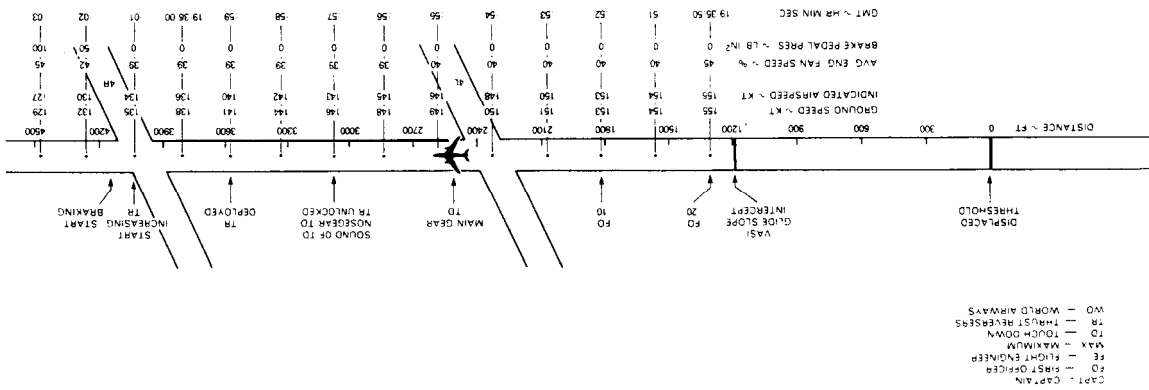 CAPT - CAPTAIN
FO - FIRST OFFICER
FE - FLIGHT ENGINEER
MAX - MAXIMUM
TD - TOUCH DOWN
TR - THRUST REVERSERS
WO - WORLD AIRWAYS
DISPLACED
THRESHOLD
VASI
GLIDE SLOPE
INTERCEPT
FO
20
FO
10
MAIN GEAR
TD
SOUND OF TD
NOSEGEAR TD
TR UNLOCKED
TR
DEPLOYED
START
INCREASING
TR
START
BRAKING
DISTANCE ~ FT 0 300 600 900 1200 1500 1800 2100 2400 2700 3000 3300 3600 3900 4200 4500
GROUND SPEED ~ KT 155 154 153 151 150 149 148 146 144 141 138 135 132 129
INDICATED AIRSPEED ~ KT 155 154 153 150 148 146 145 143 142 140 136 134 130 127
4L
4R
AVG. ENG. FAN SPEED ~ % 45 40 40 40 40 40 39 39 39 39 39 39 42 45
BRAKE PEDAL PRES. ~ LB IN² 0 0 0 0 0 0 0 0 0 0 0 0 50 100
GMT ~ HR MIN SEC 19 35 50 :51 :52 :53 :54 :55 :56 :57 :58 :59 19 36 00 :01 :02 :03